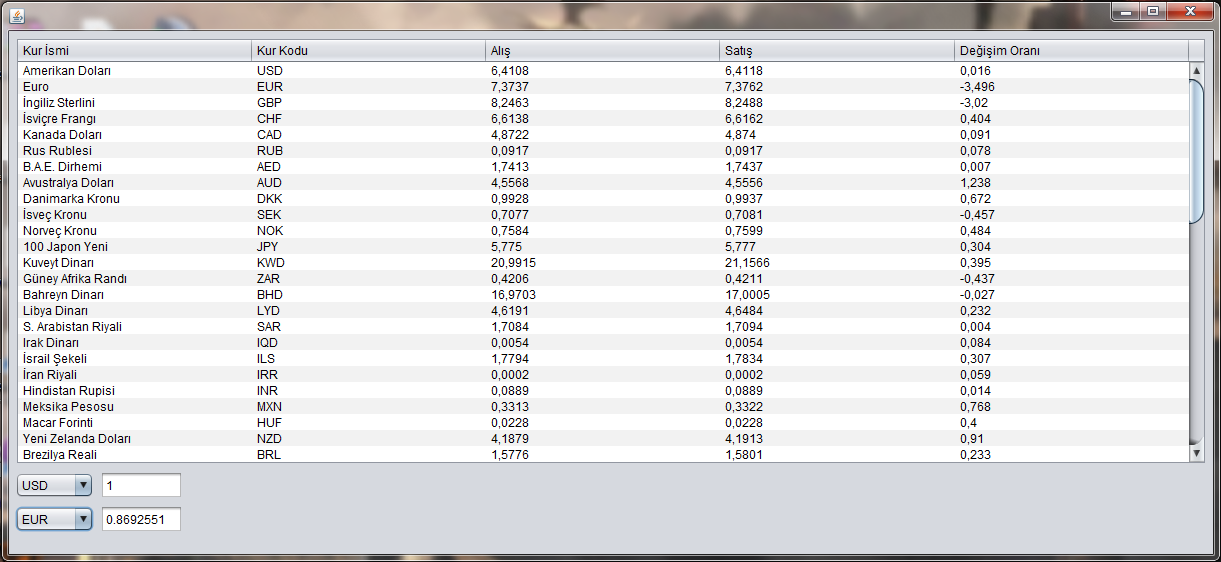 Kur İsmi Kur Kodu Alış Satış Değişim Oranı
Amerikan Doları USD 6,4108 6,4118 0,016
Euro EUR 7,3737 7,3762 -3,496
İngiliz Sterlini GBP 8,2463 8,2488 -3,02
İsviçre Frangı CHF 6,6138 6,6162 0,404
Kanada Doları CAD 4,8722 4,874 0,091
Rus Rublesi RUB 0,0917 0,0917 0,078
B.A.E. Dirhemi AED 1,7413 1,7437 0,007
Avustralya Doları AUD 4,5568 4,5556 1,238
Danimarka Kronu DKK 0,9928 0,9937 0,672
İsveç Kronu SEK 0,7077 0,7081 -0,457
Norveç Kronu NOK 0,7584 0,7599 0,484
100 Japon Yeni JPY 5,775 5,777 0,304
Kuveyt Dinarı KWD 20,9915 21,1566 0,395
Güney Afrika Randı ZAR 0,4206 0,4211 -0,437
Bahreyn Dinarı BHD 16,9703 17,0005 -0,027
Libya Dinarı LYD 4,6191 4,6484 0,232
S. Arabistan Riyali SAR 1,7084 1,7094 0,004
Irak Dinarı IQD 0,0054 0,0054 0,084
İsrail Şekeli ILS 1,7794 1,7834 0,307
İran Riyali IRR 0,0002 0,0002 0,059
Hindistan Rupisi INR 0,0889 0,0889 0,014
Meksika Pesosu MXN 0,3313 0,3322 0,768
Macar Forinti HUF 0,0228 0,0228 0,4
Yeni Zelanda Doları NZD 4,1879 4,1913 0,91
Brezilya Reali BRL 1,5776 1,5801 0,233
USD 1
EUR 0.8692551